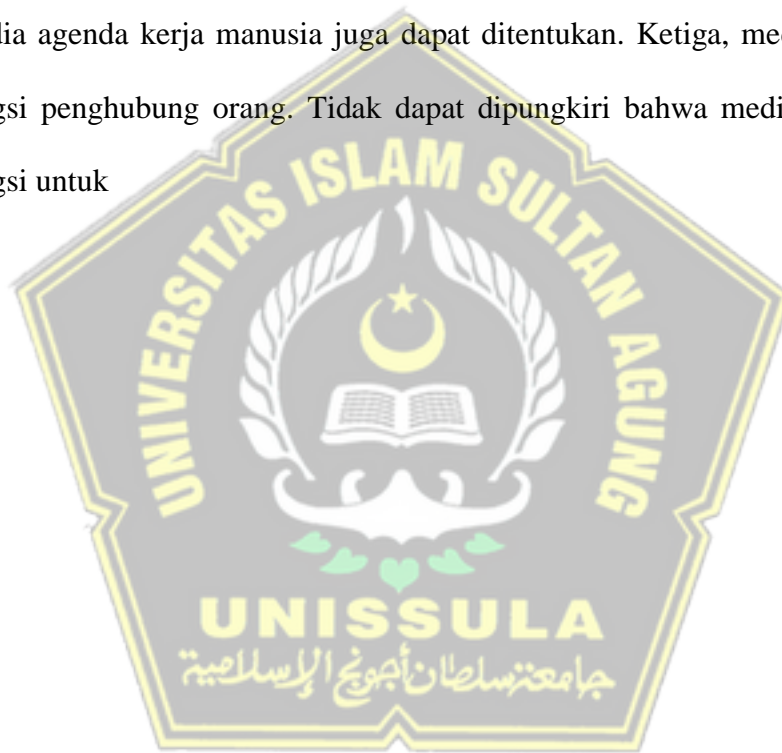 dia agenda kerja manusia juga dapat ditentukan. Ketiga, me
gsi penghubung orang. Tidak dapat dipungkiri bahwa medi
gsi untuk
UNIVERSITAS ISLAM SULTAN AGUNG
UNISSULA
جامعة سلطان أجونج الإسلامية